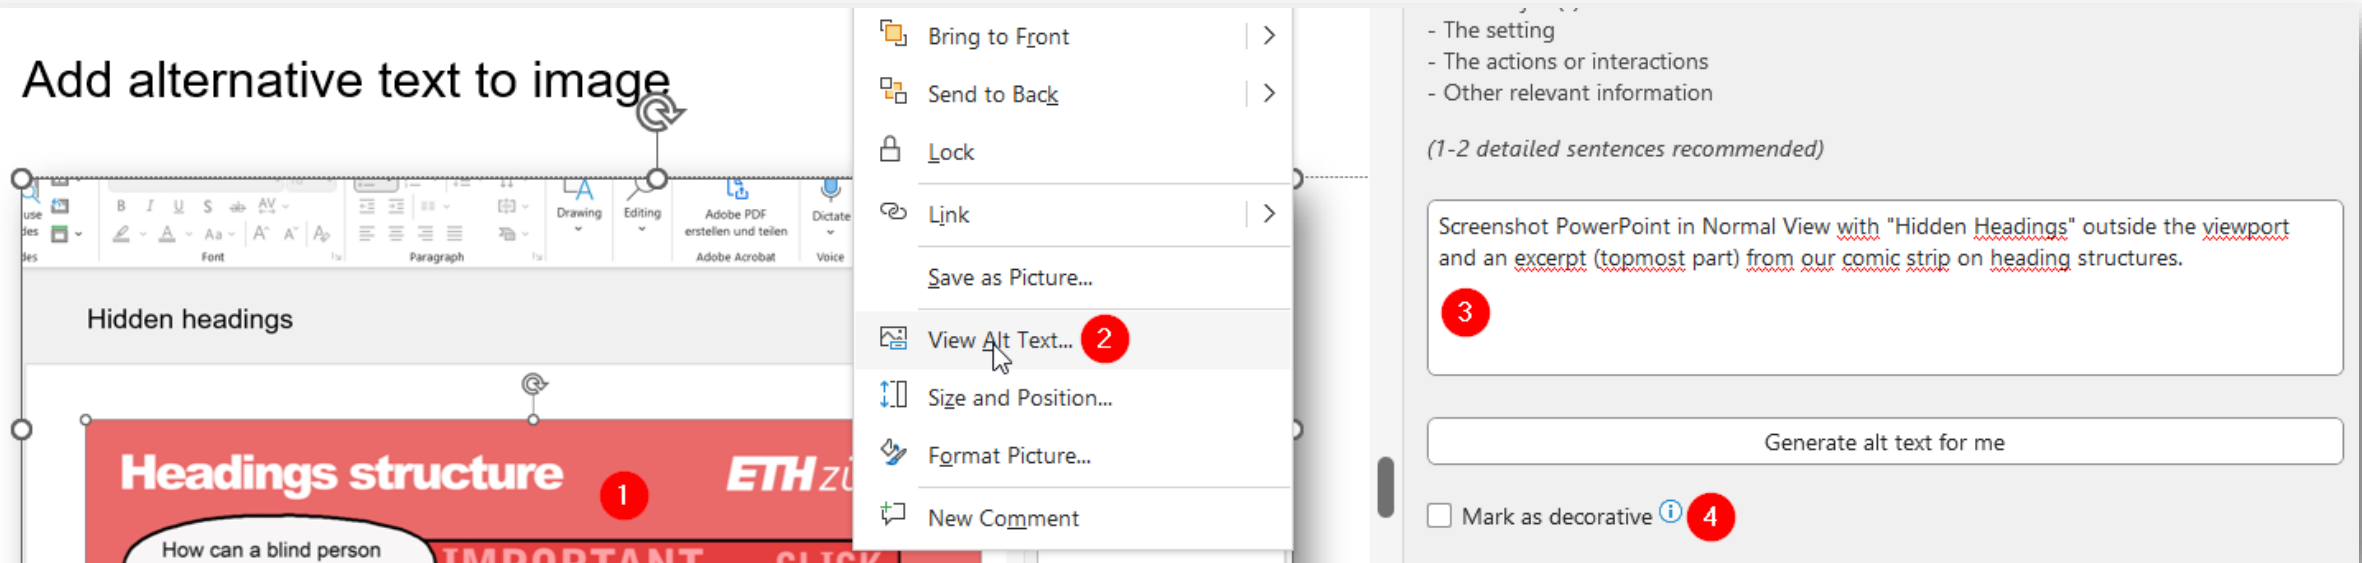 Add alternative text to image
use
des
Drawing
Editing
Adobe PDF
erstellen und teilen
Dictate
Font
Paragraph
Adobe Acrobat
Voice
Hidden headings
Headings structure
ETH
1
How can a blind person
IMPORTANT
CLICK
Bring to Front
Send to Back
Lock
Link
Save as Picture...
View Alt Text... 2
Size and Position...
Format Picture...
New Comment
- The setting
- The actions or interactions
- Other relevant information
(1-2 detailed sentences recommended)
Screenshot PowerPoint in Normal View with "Hidden Headings" outside the viewport
and an excerpt (topmost part) from our comic strip on heading structures.
3
Generate alt text for me
Mark as decorative 4